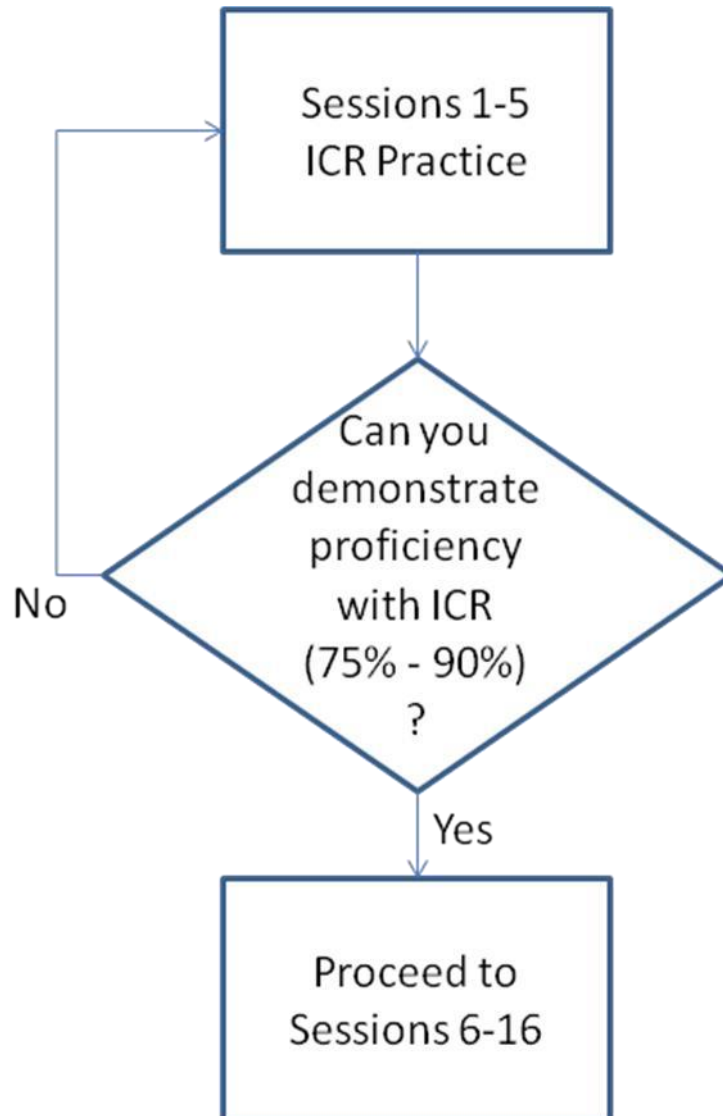 Sessions 1-5
ICR Practice
Can you
demonstrate
proficiency
with ICR
(75% - 90%)
?
No
Yes
Proceed to
Sessions 6-16